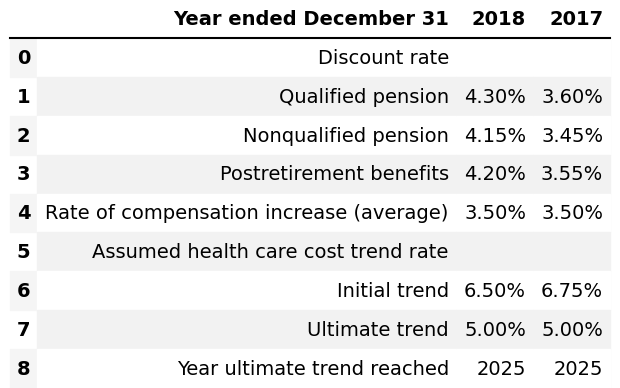 Year ended December 31 2018 2017
0 Discount rate
1 Qualified pension 4.30% 3.60%
2 Nonqualified pension 4.15% 3.45%
3 Postretirement benefits 4.20% 3.55%
4 Rate of compensation increase (average) 3.50% 3.50%
5 Assumed health care cost trend rate
6 Initial trend 6.50% 6.75%
7 Ultimate trend 5.00% 5.00%
8 Year ultimate trend reached 2025 2025